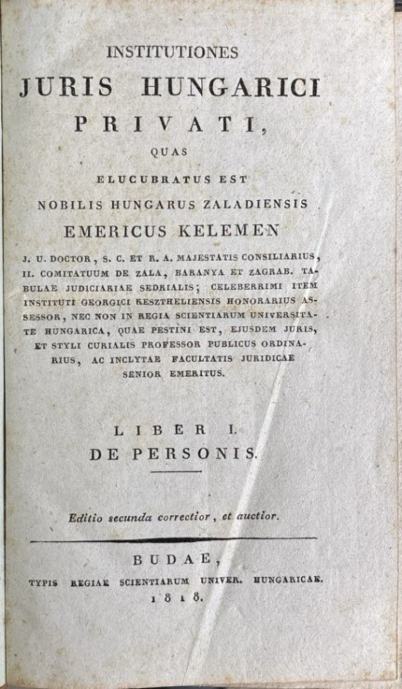 INSTITUTIONES
JURIS HUNGARICI
PRIVATI,
QUAS
ELUCUBRATUS EST
NOBILIS HUNGARUS ZALADIENSIS
EMERICUS KELEMEN
J. U. DOCTOR, S. C. ET R. A. MAJESTATIS CONSILIARIUS,
II. COMITATUUM DE ZALA, BARANYA ET ZAGRAB. TA-
BULAE JUDICIARIAE SEDRIALIS; CELEBERRIMI ITEM
INSTITUTI GEORGICI KESZTHELIENSIS HONORARIUS AS-
SESSOR, NEC NON IN REGIA SCIENTIARUM UNIVERSITA-
TE HUNGARICA, QUAE PESTINI EST, EJUSDEM JURIS,
ET STYLI CURIALIS PROFESSOR PUBLICUS ORDINA-
RIUS, AC INCLYTAE FACULTATIS JURIDICAE
SENIOR EMERITUS.
LIBER I.
DE PERSONIS.
Editio secunda correctior, et auctior.
BUDAE,
TYPIS REGIAE SCIENTIARUM UNIVER. HUNGARICAE.
1818.